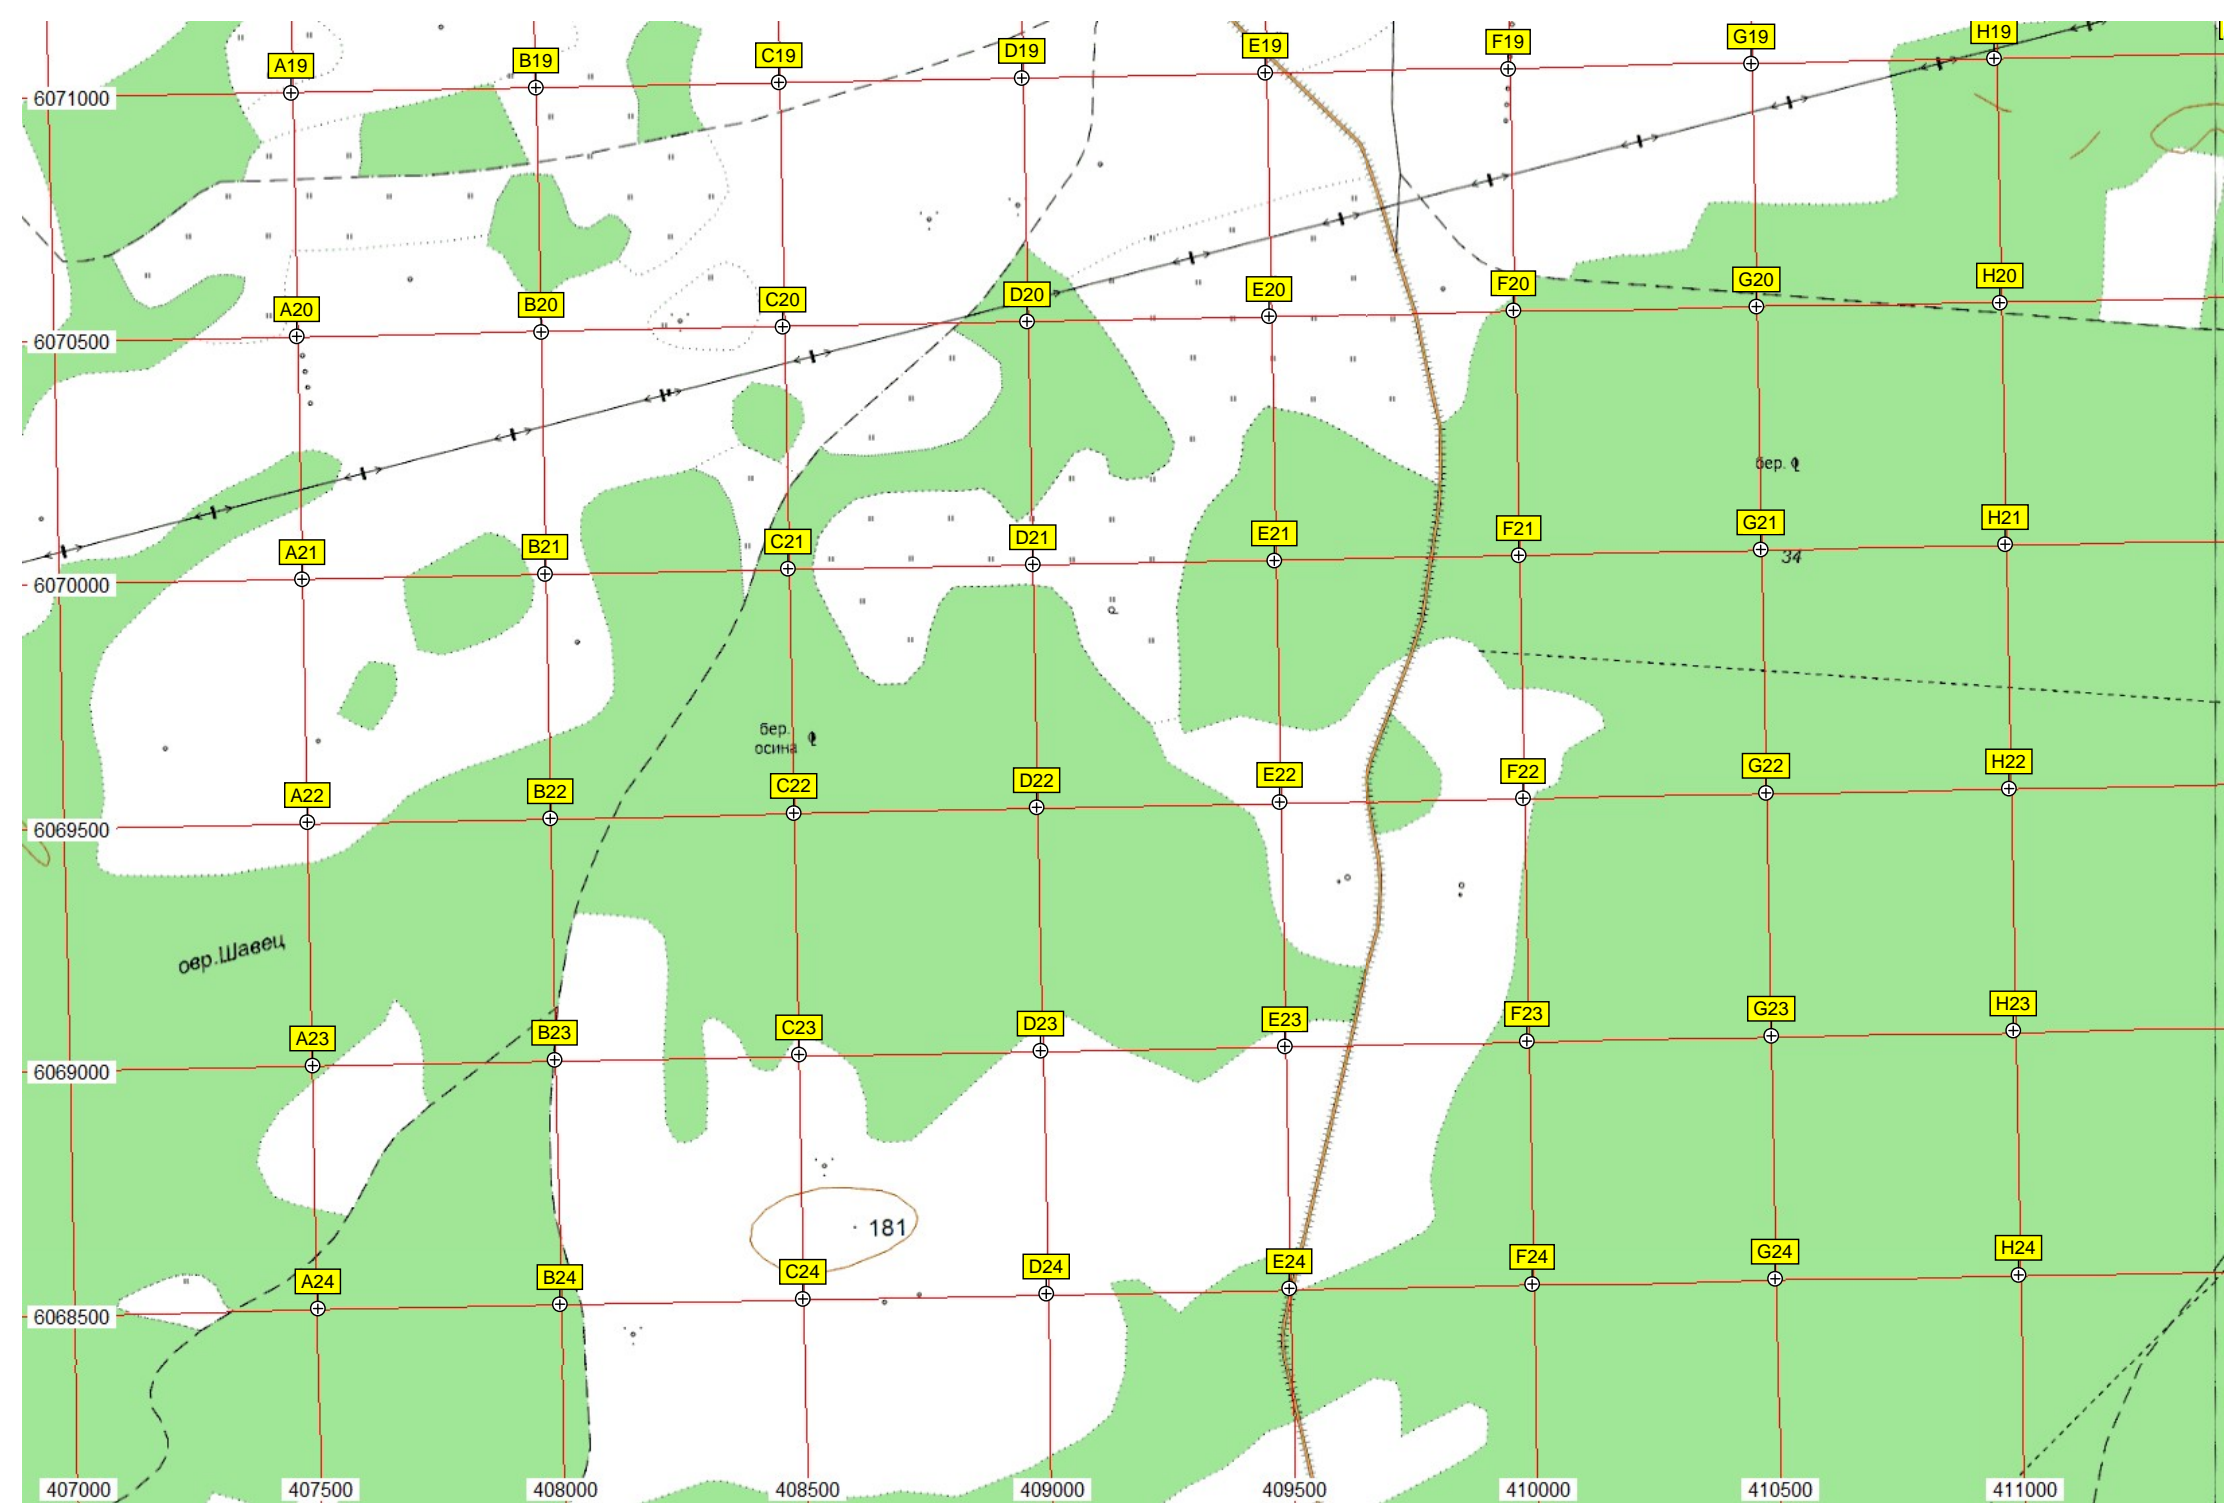 A19 B19 C19 D19 E19 F19 G19 H19
6071000
A20 B20 C20 D20 E20 F20 G20 H20
6070500
бер.
A21 B21 C21 D21 E21 F21 G21 H21
34
6070000
бер.
осина
A22 B22 C22 D22 E22 F22 G22 H22
6069500
овр.Шавец
A23 B23 C23 D23 E23 F23 G23 H23
6069000
181
A24 B24 C24 D24 E24 F24 G24 H24
6068500
407000 407500 408000 408500 409000 409500 410000 410500 411000